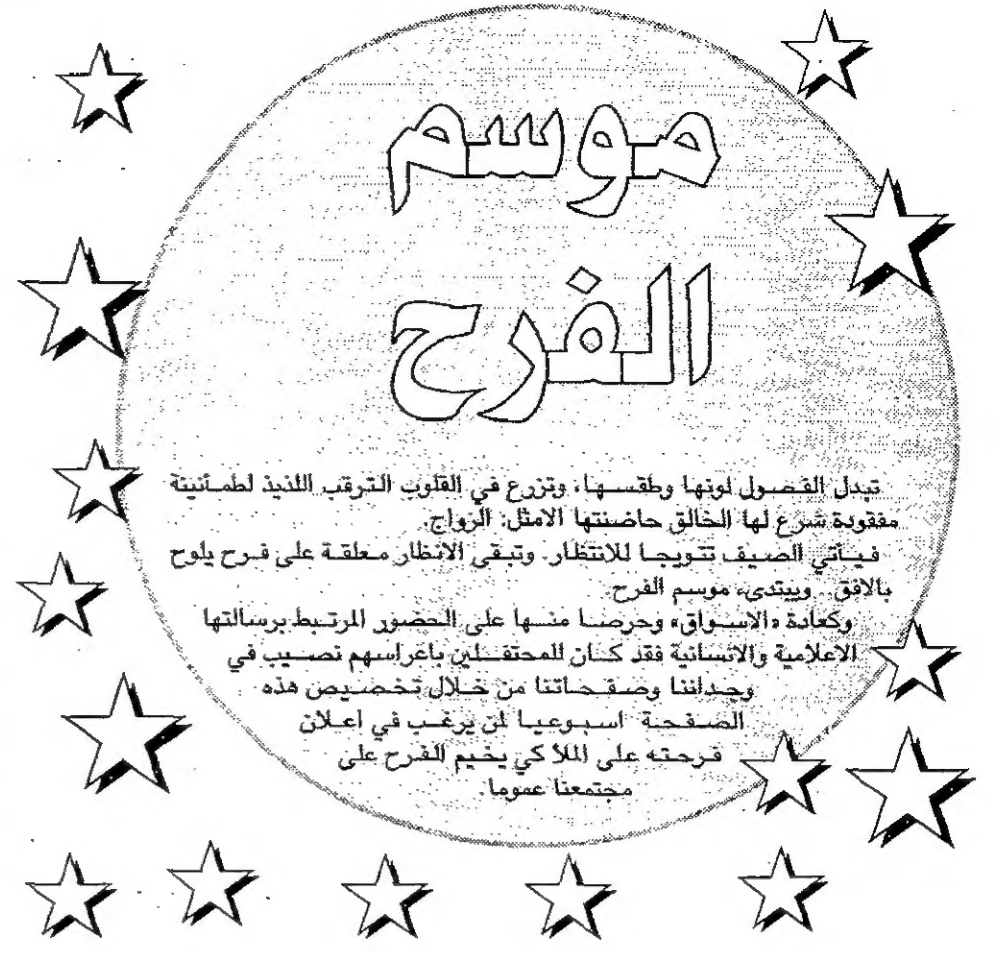 موسم
الفرح
تبدل الفصول لونها وطقسها، وتزرع في القلوب الترقب اللذيذ لطمأنينة
مفقودة شرع لها الخالق حاضنتها الامثل: الزواج.
فيأتي الصيف تتويجا للانتظار. وتبقى الانظار معلقة على فرح يلوح
بالافق.. ويبتدىء موسم الفرح.
وكعادة «الاسواق» وحرصا منها على الحضور المرتبط برسالتها
الاعلامية والانسانية فقد كان للمحتفلين باعراسهم نصيب في
وجداننا وصفحاتنا من خلال تخصيص هذه
الصفحة اسبوعيا لمن يرغب في اعلان
فرحته على الملا كي يخيم الفرح على
مجتمعنا عموما.